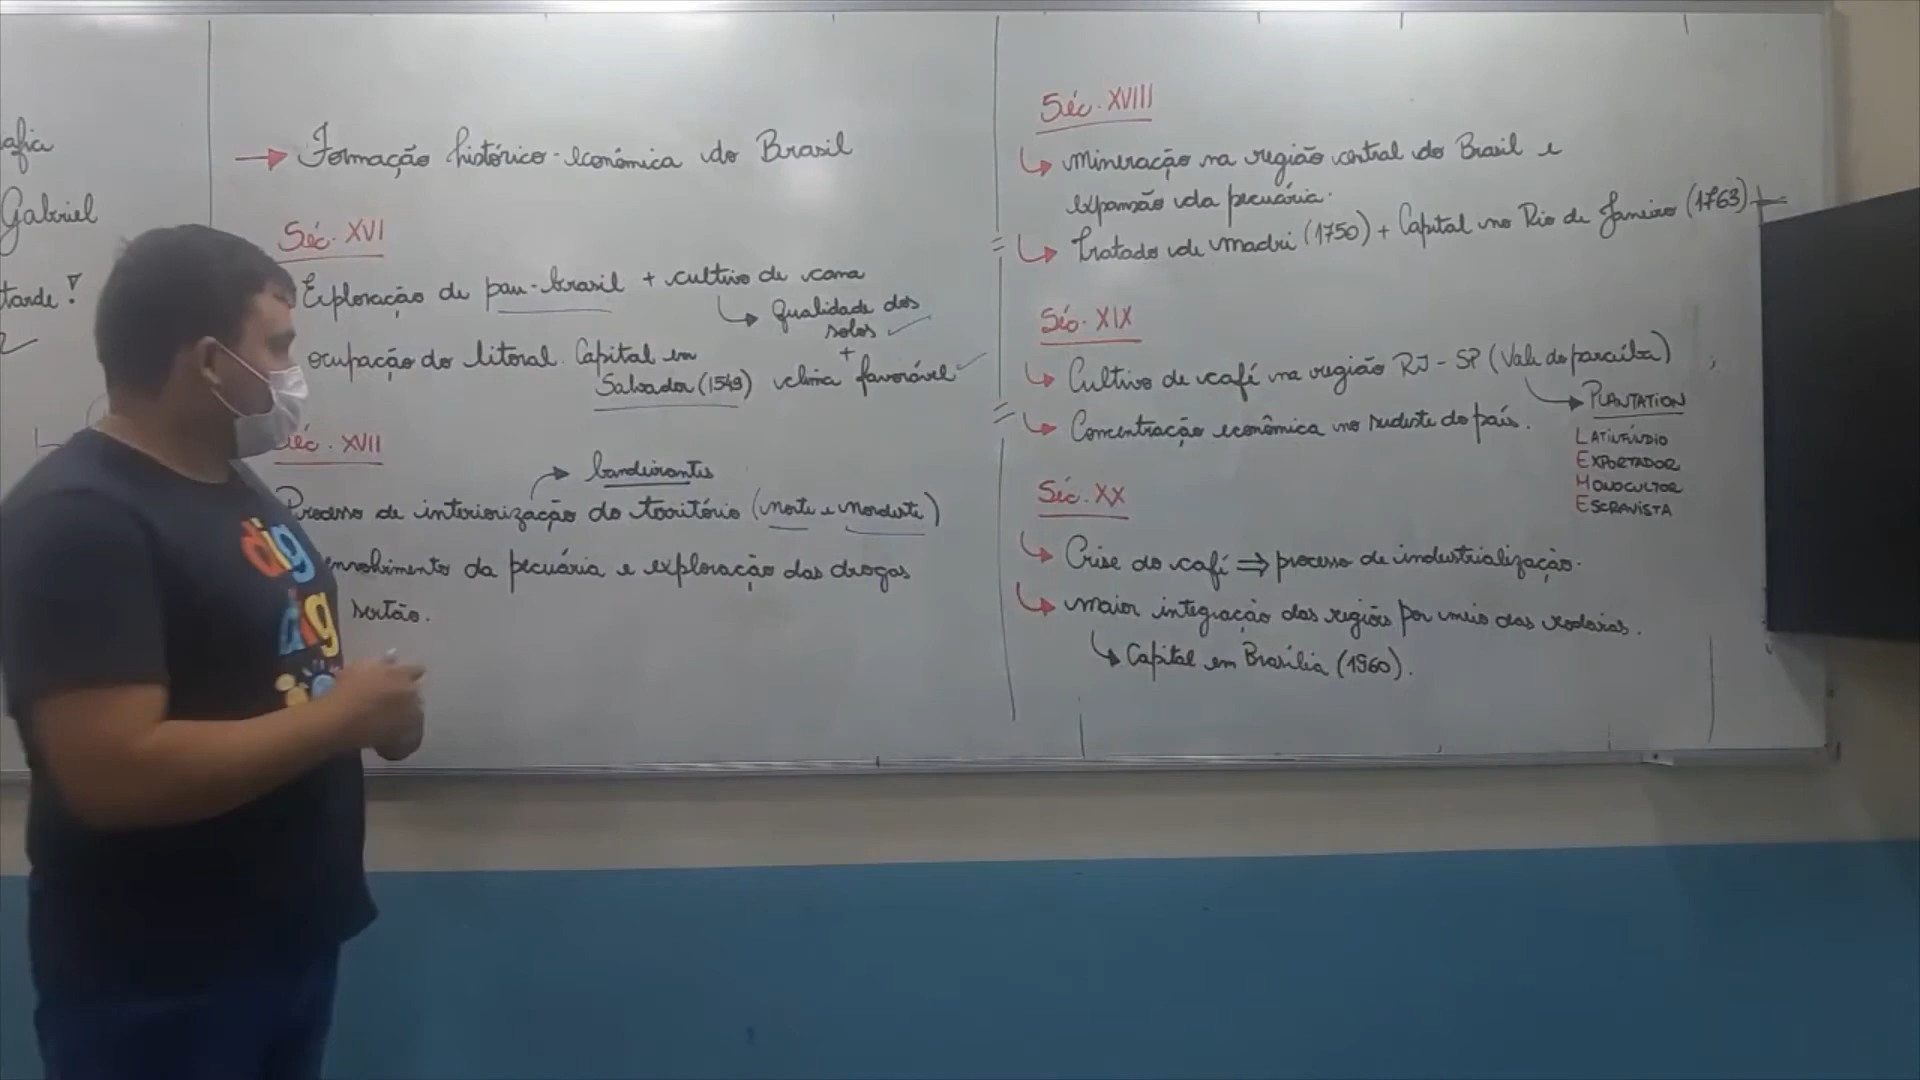 afia
Gabriel
tarde!
→ Formação histórico-econômica do Brasil
Séc. XVI
Exploração de pau-brasil + cultivo de cana
Qualidade dos
solos
+
ocupação do litoral. Capital em
Salvador (1549) clima favorável
Séc. XVII
bandeirantes
Processo de interiorização do território (norte e nordeste)
envolvimento da pecuária e exploração das drogas
sertão.
Séc. XVIII
Mineração na região central do Brasil e
expansão da pecuária.
Tratado de Madri (1750) + Capital no Rio de Janeiro (1763)
Séc. XIX
Cultivo de café na região RJ - SP (Vale do paraíba)
PLANTATION
Concentração econômica no sudeste do país.
LATIFÚNDIO
EXPORTADOR
MONOCULTOR
ESCRAVISTA
Séc. XX
Crise do café ⇒ processo de industrialização.
maior integração das regiões por meio das rodovias.
Capital em Brasília (1960).
dig
dig